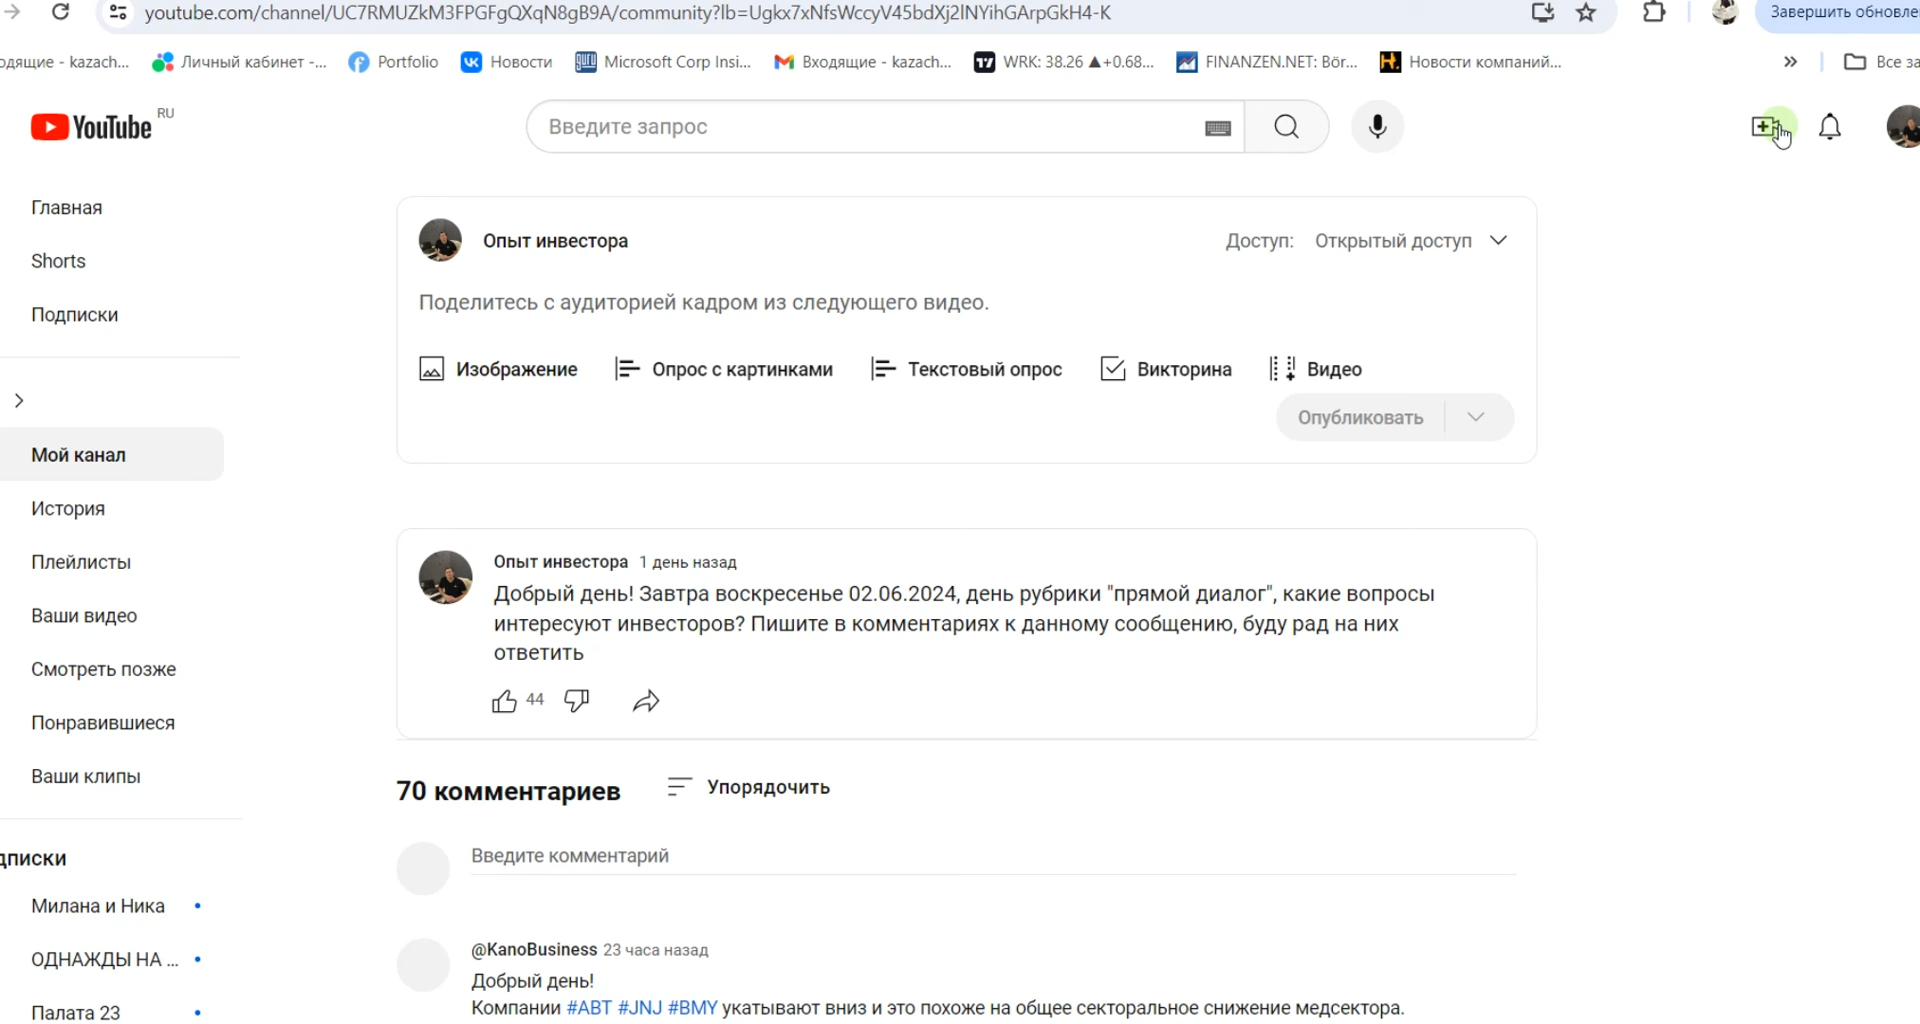 youtube.com/channel/UC7RMUZkM3FPGFgQXqN8gB9A/community?lb=Ugkx7xNfsWccyV45bdXj2lNYihGArpGkH4-K
Завершить обновле
одящие - kazach... Личный кабинет -... Portfolio Новости Microsoft Corp Insi... Входящие - kazach... WRK: 38.26 ▲+0.68... FINANZEN.NET: Bör... Новости компаний... » Все за
YouTube RU
Введите запрос
Главная
Shorts
Подписки
Мой канал
История
Плейлисты
Ваши видео
Смотреть позже
Понравившиеся
Ваши клипы
дписки
Милана и Ника •
ОДНАЖДЫ НА ... •
Палата 23 •
Опыт инвестора
Доступ: Открытый доступ
Поделитесь с аудиторией кадром из следующего видео.
Изображение Опрос с картинками Текстовый опрос Викторина Видео
Опубликовать
Опыт инвестора 1 день назад
Добрый день! Завтра воскресенье 02.06.2024, день рубрики "прямой диалог", какие вопросы
интересуют инвесторов? Пишите в комментариях к данному сообщению, буду рад на них
ответить
44
70 комментариев Упорядочить
Введите комментарий
@KanoBusiness 23 часа назад
Добрый день!
Компании #ABT #JNJ #BMY укатывают вниз и это похоже на общее секторальное снижение медсектора.